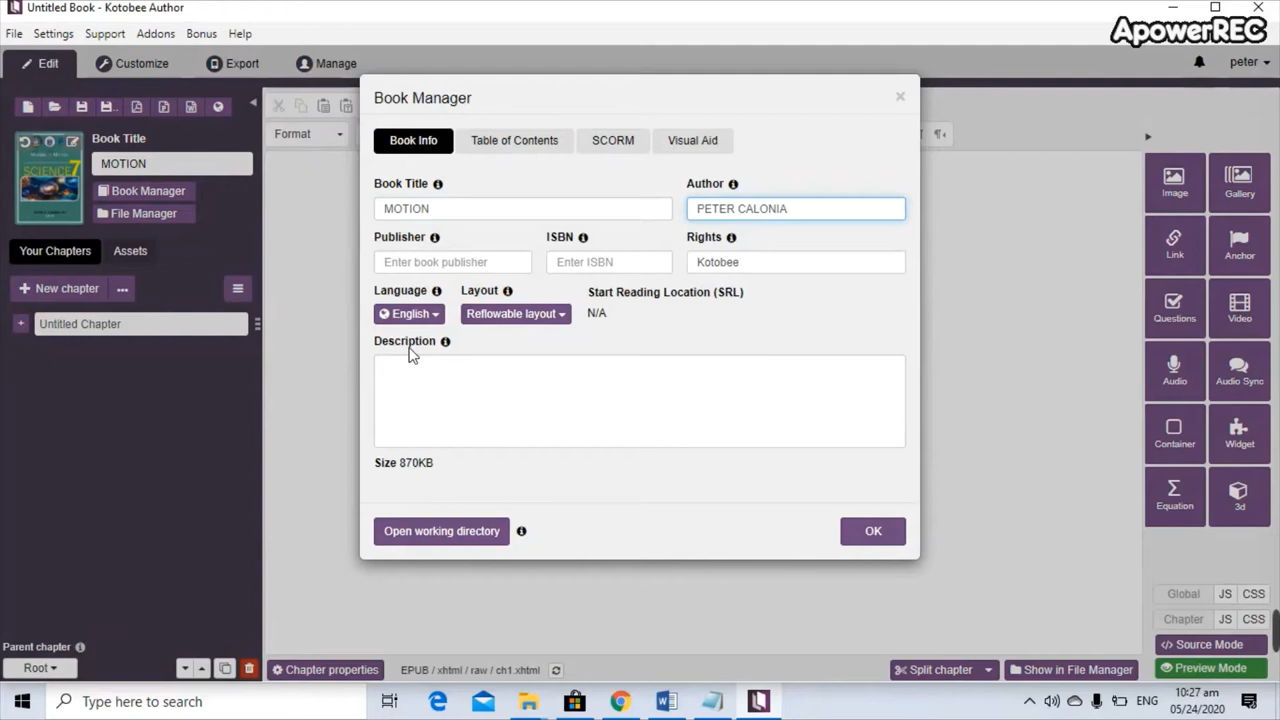 Untitled Book - Kotobee Author
ApowerREC
File Settings Support Addons Bonus Help
Edit Customize Export Manage peter
Book Title
MOTION
SCIENCE 7
Book Manager
File Manager
Your Chapters Assets
New chapter ...
Untitled Chapter
Parent chapter
Root
Format
Book Manager
Book Info Table of Contents SCORM Visual Aid
Book Title Author
MOTION PETER CALONIA
Publisher ISBN Rights
Enter book publisher Enter ISBN Kotobee
Language Layout Start Reading Location (SRL)
English Reflowable layout N/A
Description
Size 870KB
Open working directory OK
Image Gallery
Link Anchor
Questions Video
Audio Audio Sync
Container Widget
Equation 3d
Global JS CSS
Chapter JS CSS
Source Mode
Preview Mode
Chapter properties EPUB / xhtml / raw / ch1.xhtml Split chapter Show in File Manager
Type here to search
ENG
10:27 am
05/24/2020